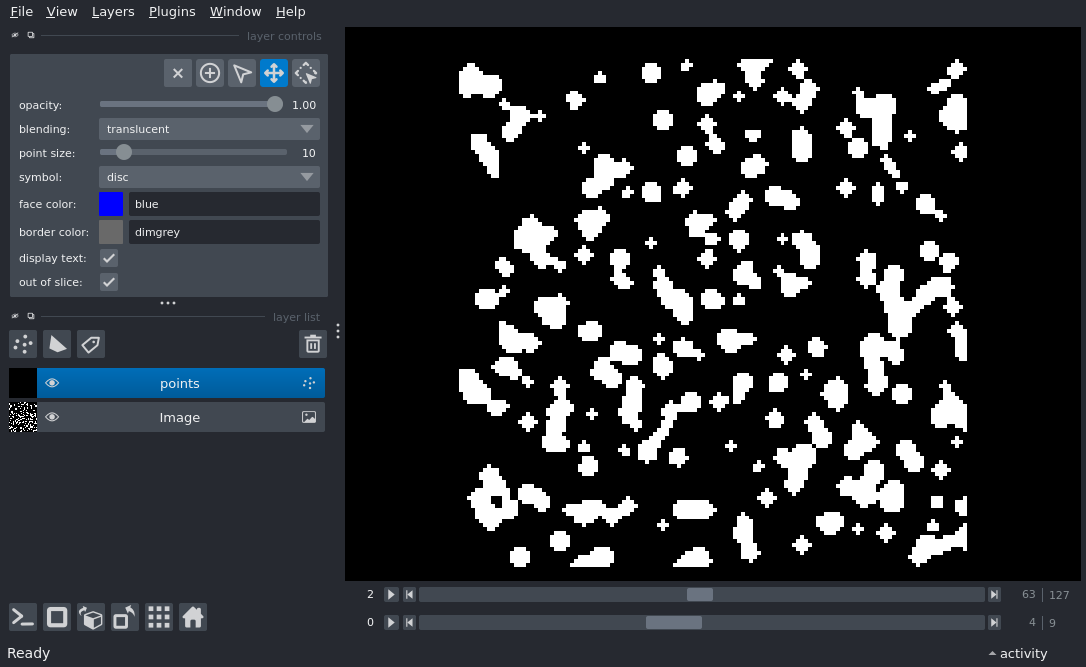 File View Layers Plugins Window Help
layer controls
opacity: 1.00
blending: translucent
point size: 10
symbol: disc
face color: blue
border color: dimgrey
display text:
out of slice:
layer list
points
Image
2 63 127
0 4 9
Ready activity